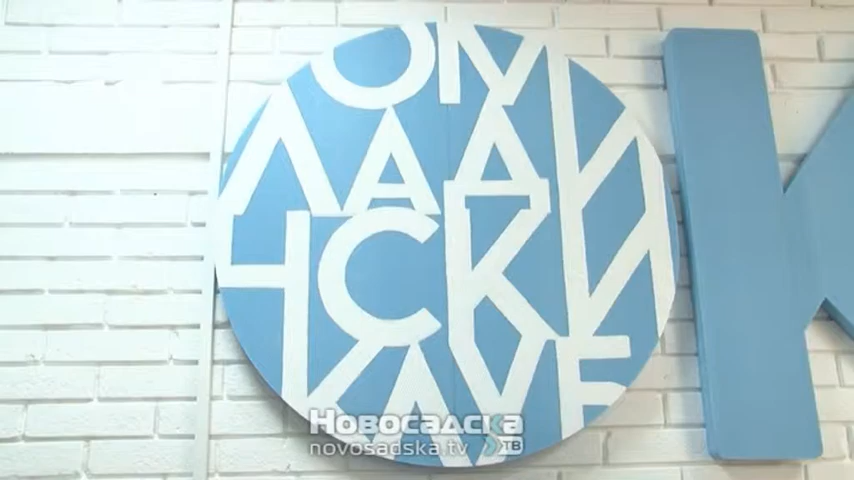 ОМ
ЛАДИ
НСКИ
КЛУБ
К
Новосадска
novosadska.tv ТВ